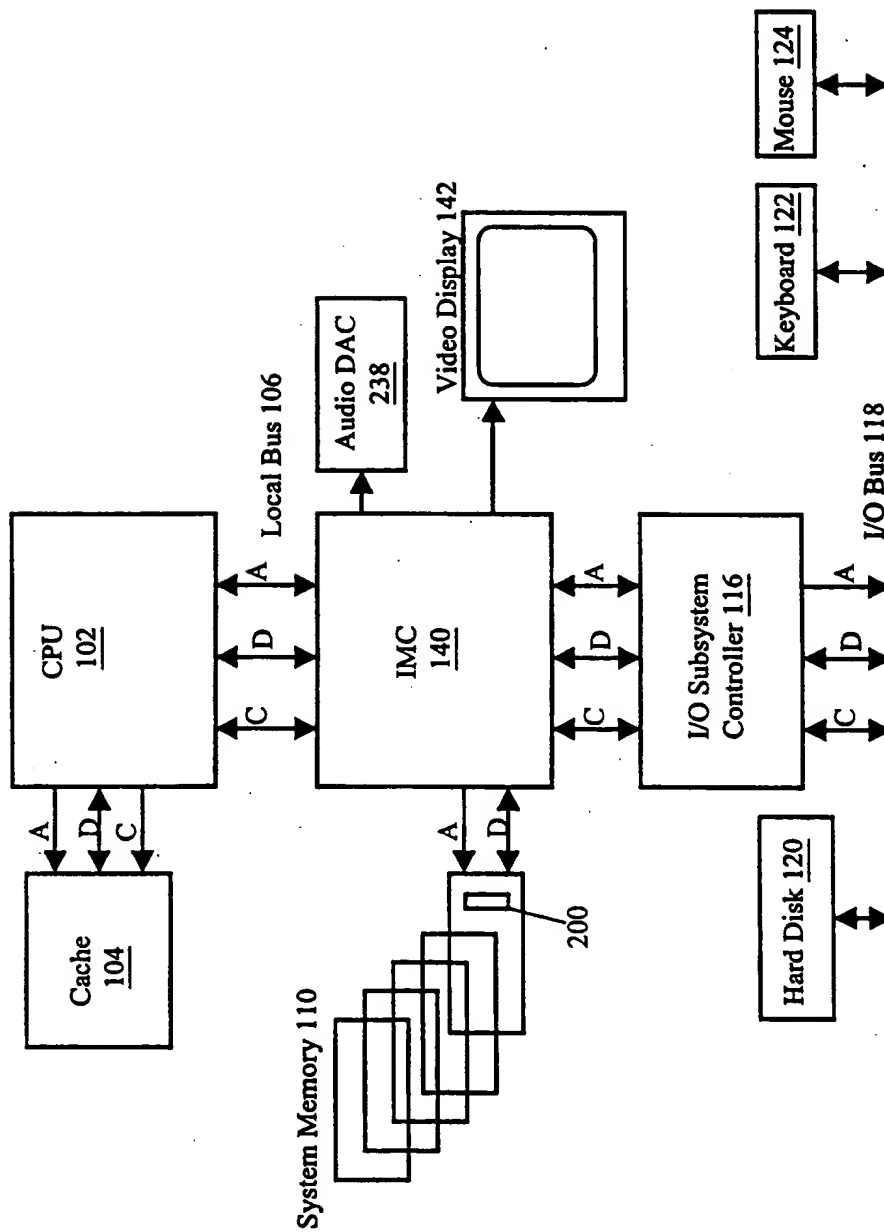 CPU
102
Cache
104
A
D
C
Local Bus 106
C
D
A
IMC
140
Audio DAC
238
Video Display 142
System Memory 110
A
D
200
C
D
A
I/O Subsystem
Controller 116
I/O Bus 118
C
D
A
Hard Disk 120
Keyboard 122
Mouse 124